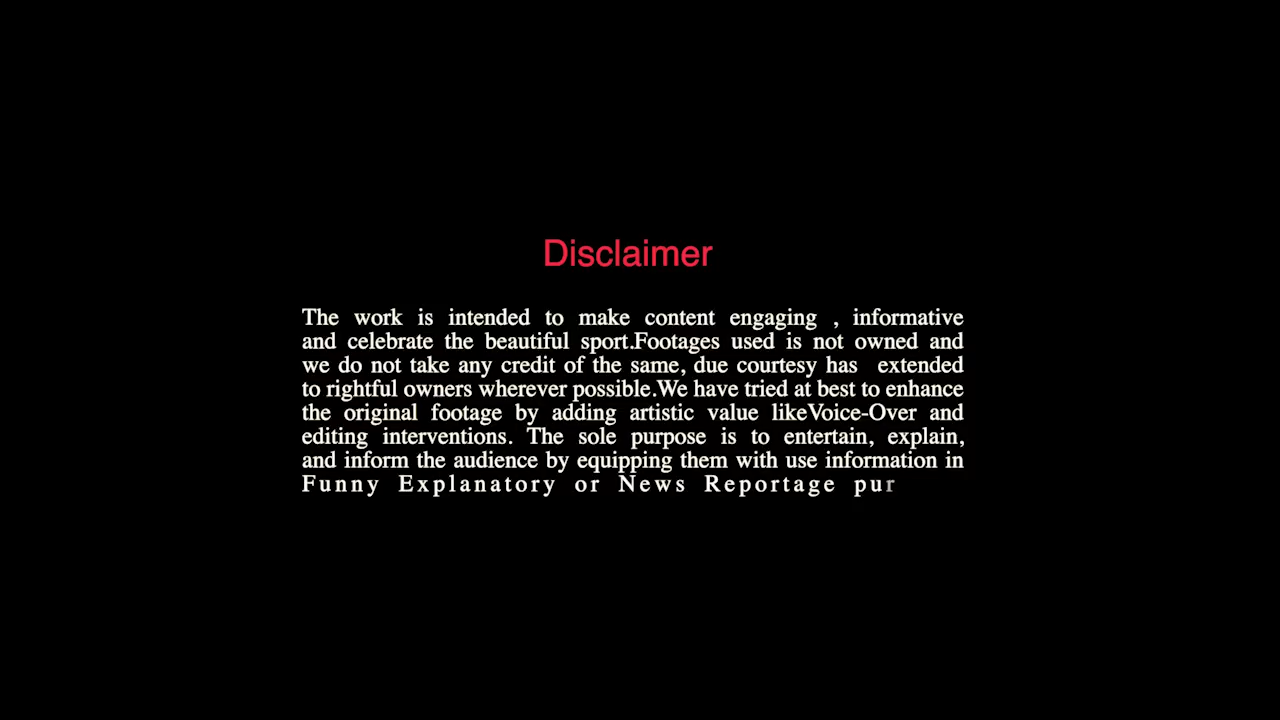 Disclaimer
The work is intended to make content engaging , informative
and celebrate the beautiful sport.Footages used is not owned and
we do not take any credit of the same, due courtesy has extended
to rightful owners wherever possible.We have tried at best to enhance
the original footage by adding artistic value likeVoice-Over and
editing interventions. The sole purpose is to entertain, explain,
and inform the audience by equipping them with use information in
Funny Explanatory or News Reportage pur